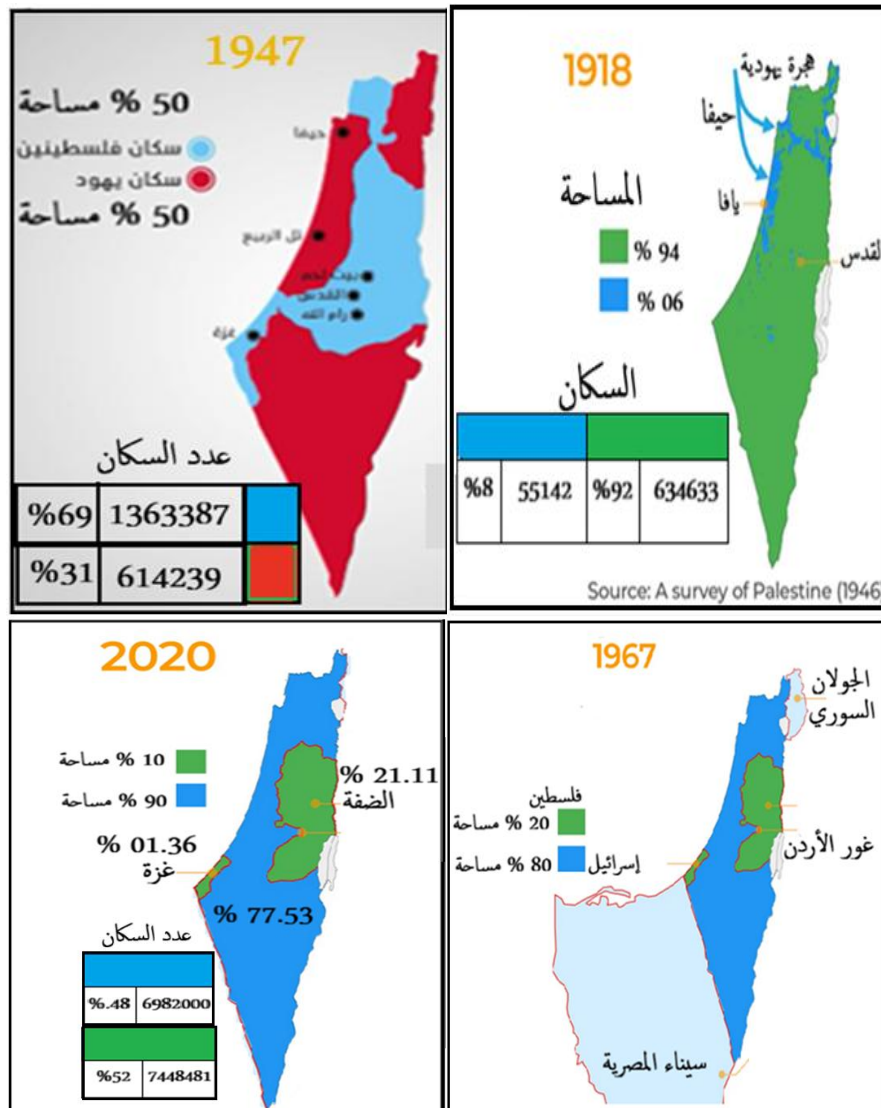 1918
هجرة يهودية
حيفا
يافا
القدس
المساحة
94 %
06 %
السكان
%8 55142 %92 634633
Source: A survey of Palestine (1946)
1947
50 % مساحة
سكان فلسطينين
سكان يهود
50 % مساحة
حيفا
تل الربيع
بيت لحم
القدس
رام الله
غزة
عدد السكان
%69 1363387
%31 614239
1967
الجولان
السوري
فلسطين
20 % مساحة
إسرائيل 80 % مساحة
غور الأردن
سيناء المصرية
2020
10 % مساحة
90 % مساحة
% 21.11
الضفة
% 01.36
غزة
% 77.53
عدد السكان
%.48 6982000
%52 7448481